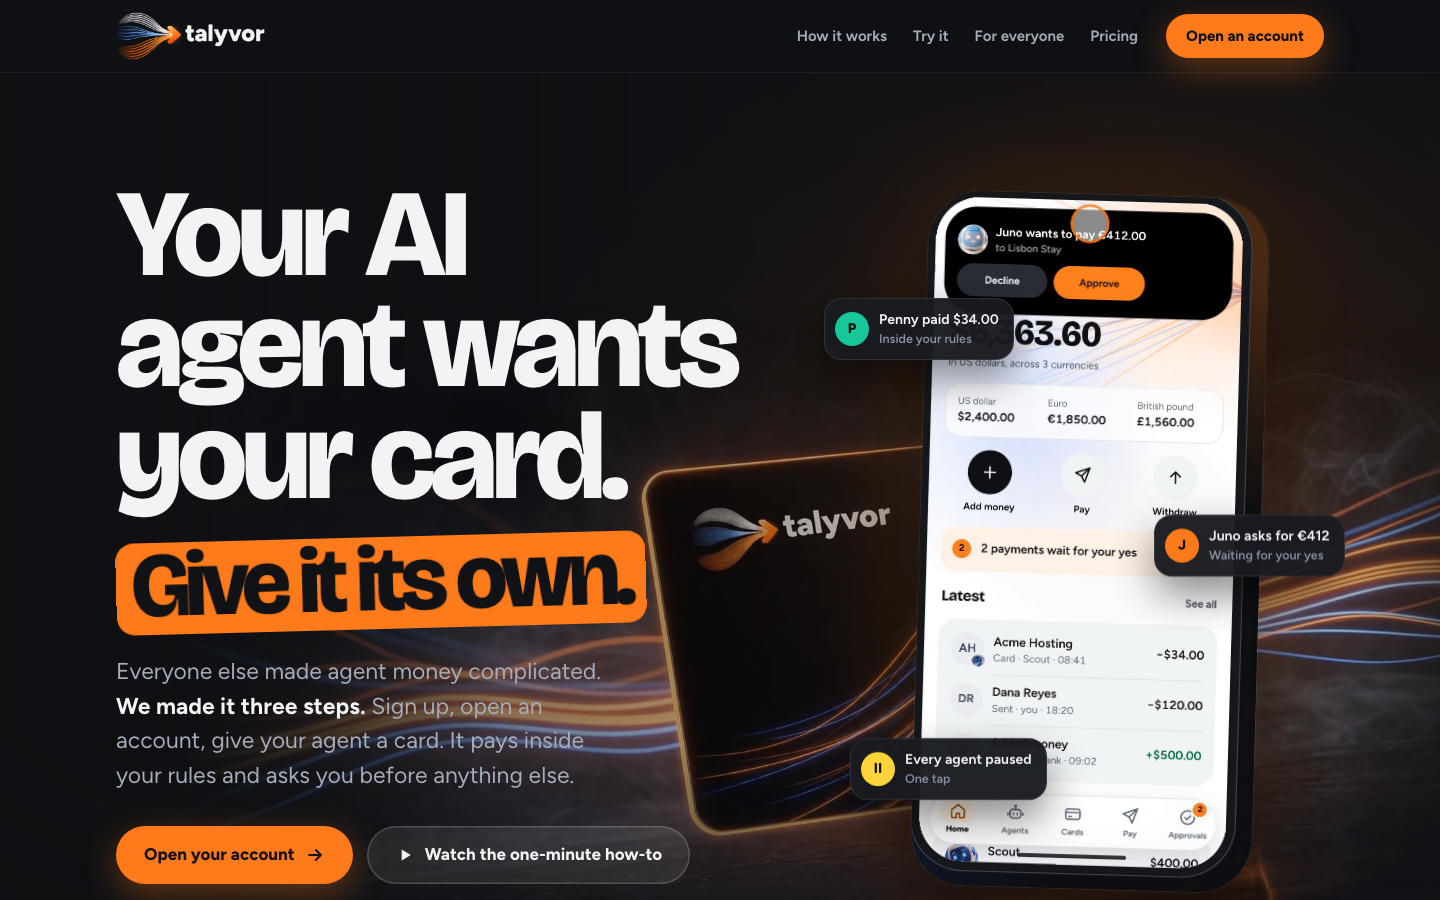 talyvor
How it works
Try it
For everyone
Pricing
Open an account
Your AI
agent wants
your card.
Give it its own.
Everyone else made agent money complicated.
We made it three steps. Sign up, open an
account, give your agent a card. It pays inside
your rules and asks you before anything else.
Open your account
Watch the one-minute how-to
talyvor
Juno wants to pay €412.00
to Lisbon Stay
Decline
Approve
P
Penny paid $34.00
Inside your rules
363.60
in US dollars, across 3 currencies
US dollar
$2,400.00
Euro
€1,850.00
British pound
£1,560.00
Add money
Pay
Withdraw
2
2 payments wait for your yes
J
Juno asks for €412
Waiting for your yes
Latest
See all
AH
Acme Hosting
Card · Scout · 08:41
−$34.00
DR
Dana Reyes
Sent · you · 18:20
−$120.00
money
09:02
+$500.00
Every agent paused
One tap
Home
Agents
Cards
Pay
2
Approvals
Scout
$400.00